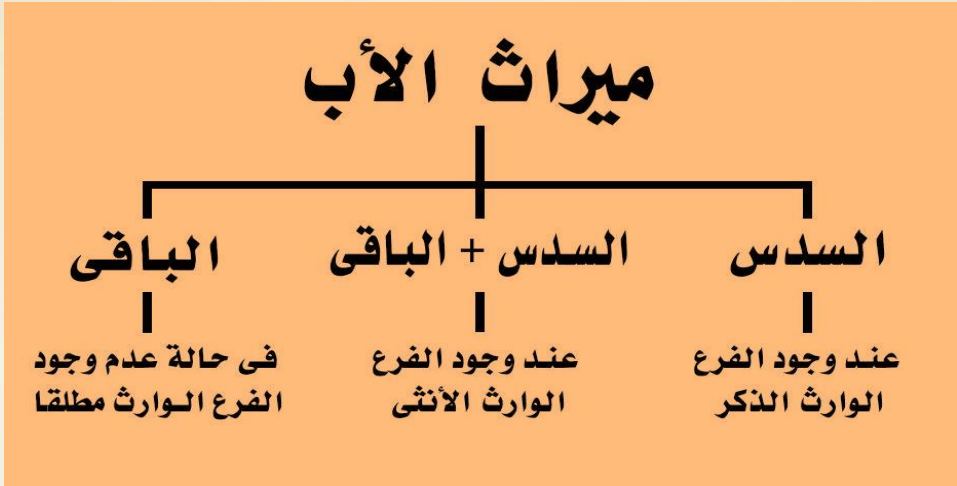 ميراث الأب
السدس
السدس + الباقى
الباقى
عند وجود الفرع
الوارث الذكر
عند وجود الفرع
الوارث الأنثى
فى حالة عدم وجود
الفرع الوارث مطلقا